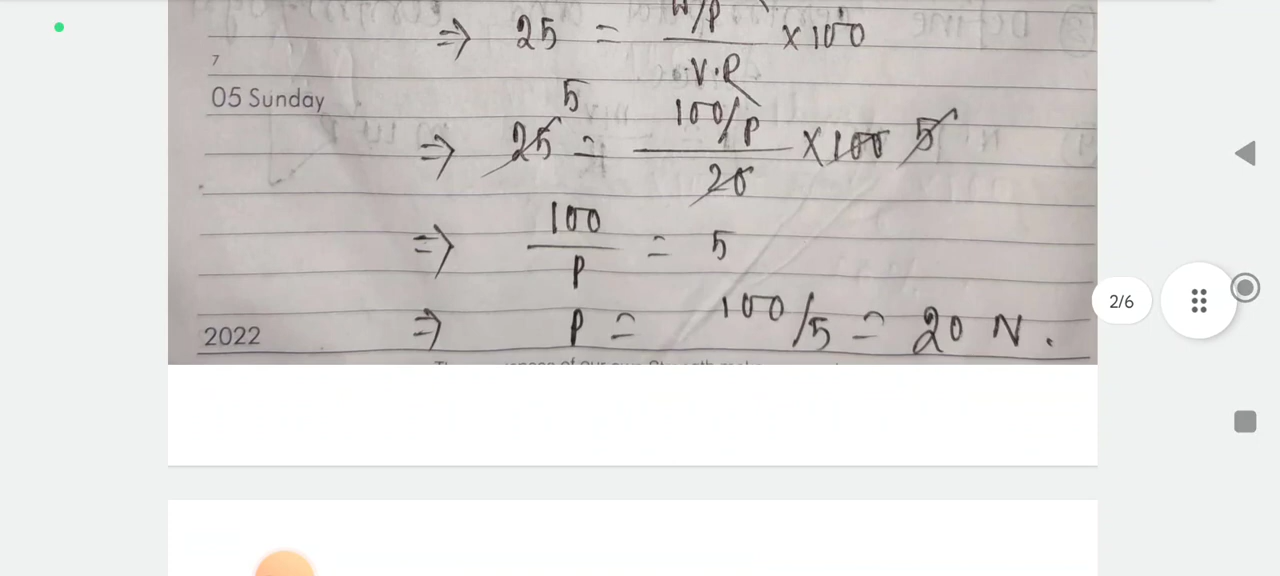 ⇒ 25 = W/P / V.R × 100
7
05 Sunday
5
⇒ 25 = 100/P / 20 × 100 5
⇒ 100 / P = 5
2/6
2022
⇒ P = 100/5 = 20 N.